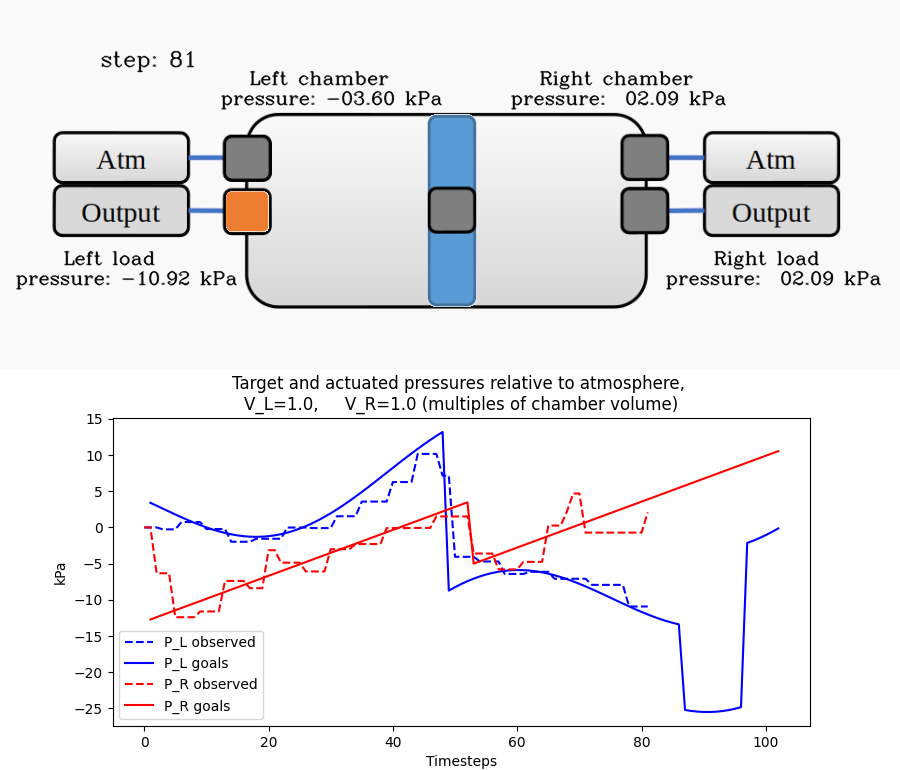 step: 81
Left chamber
pressure: −03.60 kPa
Right chamber
pressure: 02.09 kPa
Atm
Atm
Output
Output
Left load
pressure: −10.92 kPa
Right load
pressure: 02.09 kPa
Target and actuated pressures relative to atmosphere,
V_L=1.0, V_R=1.0 (multiples of chamber volume)
15
10
5
0
−5
−10
−15
−20
−25
kPa
P_L observed
P_L goals
P_R observed
P_R goals
0 20 40 60 80 100
Timesteps